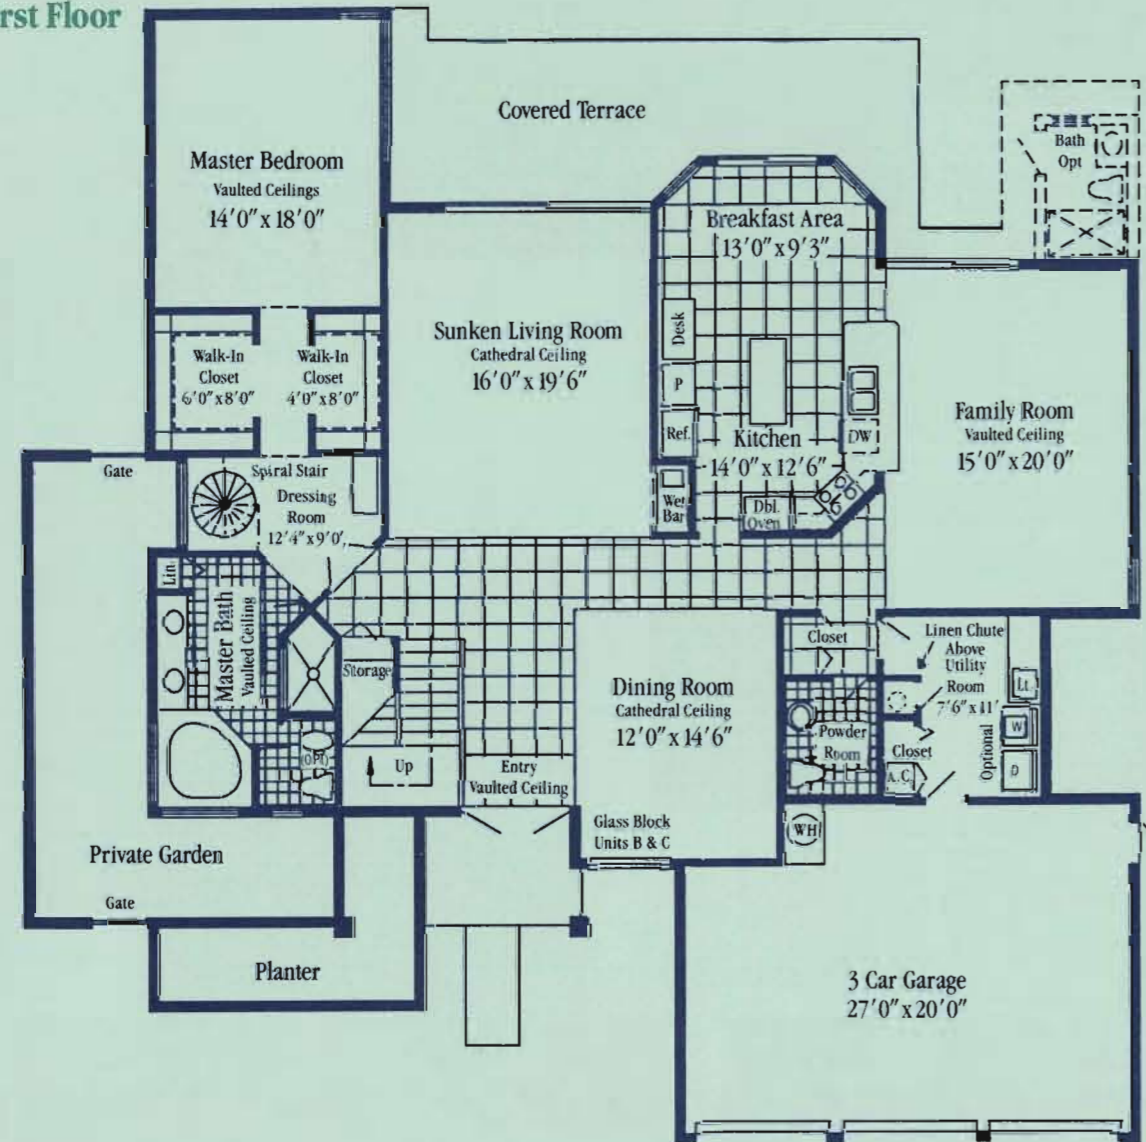 rst Floor
Covered Terrace
Master Bedroom
Vaulted Ceilings
14'0" x 18'0"
Bath
Opt
Breakfast Area
13'0" x 9'3"
Sunken Living Room
Cathedral Ceiling
16'0" x 19'6"
Desk
P
Ref.
Kitchen
14'0" x 12'6"
DW
Wet
Bar
Dbl.
Oven
Family Room
Vaulted Ceiling
15'0" x 20'0"
Walk-In
Closet
6'0" x 8'0"
Walk-In
Closet
4'0" x 8'0"
Gate
Spiral Stair
Dressing
Room
12'4" x 9'0"
Lin.
Master Bath
Vaulted Ceiling
Storage
(OPT)
Up
Entry
Vaulted Ceiling
Dining Room
Cathedral Ceiling
12'0" x 14'6"
Glass Block
Units B & C
Closet
Linen Chute
Above
Utility
Room
7'6" x 11'
Lt.
W
D
Optional
Powder
Room
Closet
A.C.
WH
Private Garden
Gate
Planter
3 Car Garage
27'0" x 20'0"